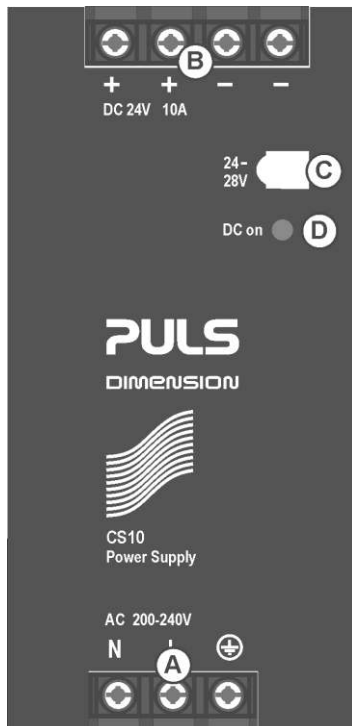 B
+ + − −
DC 24V 10A
24–
28V
C
DC on
D
PULS
DIMENSION
CS10
Power Supply
AC 200-240V
N
A